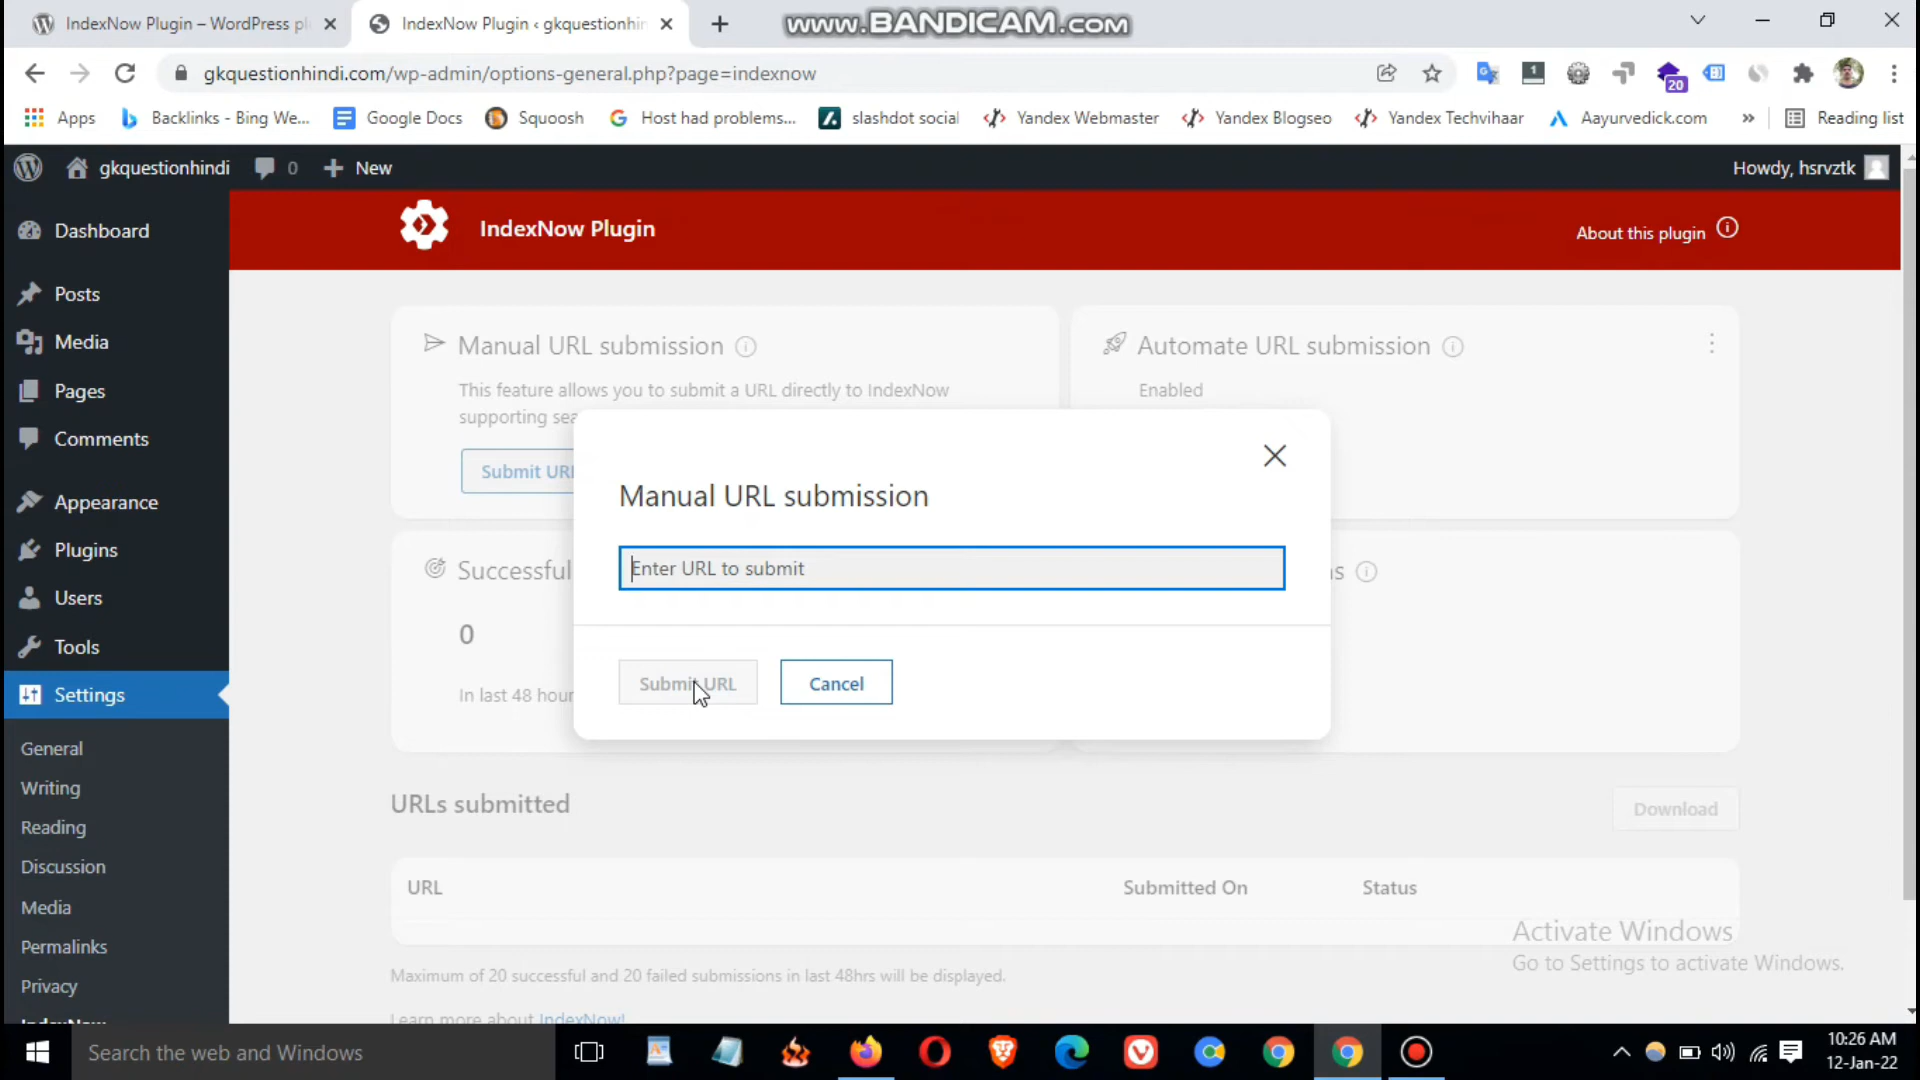 IndexNow Plugin – WordPress pl
IndexNow Plugin ‹ gkquestionhin
www.BANDICAM.com
gkquestionhindi.com/wp-admin/options-general.php?page=indexnow
1
20
Apps
Backlinks - Bing We...
Google Docs
Squoosh
Host had problems...
slashdot social
Yandex Webmaster
Yandex Blogseo
Yandex Techvihaar
Aayurvedick.com
»
Reading list
gkquestionhindi
0
New
Howdy, hsrvztk
Dashboard
Posts
Media
Pages
Comments
Appearance
Plugins
Users
Tools
Settings
General
Writing
Reading
Discussion
Media
Permalinks
Privacy
IndexNow
IndexNow Plugin
About this plugin
Manual URL submission
This feature allows you to submit a URL directly to IndexNow
supporting sea
Submit URL
Automate URL submission
Enabled
Successful
0
In last 48 hour
s
Manual URL submission
Enter URL to submit
Submit URL
Cancel
URLs submitted
Download
URL
Submitted On
Status
Maximum of 20 successful and 20 failed submissions in last 48hrs will be displayed.
Learn more about IndexNow!
Activate Windows
Go to Settings to activate Windows.
Search the web and Windows
10:26 AM
12-Jan-22